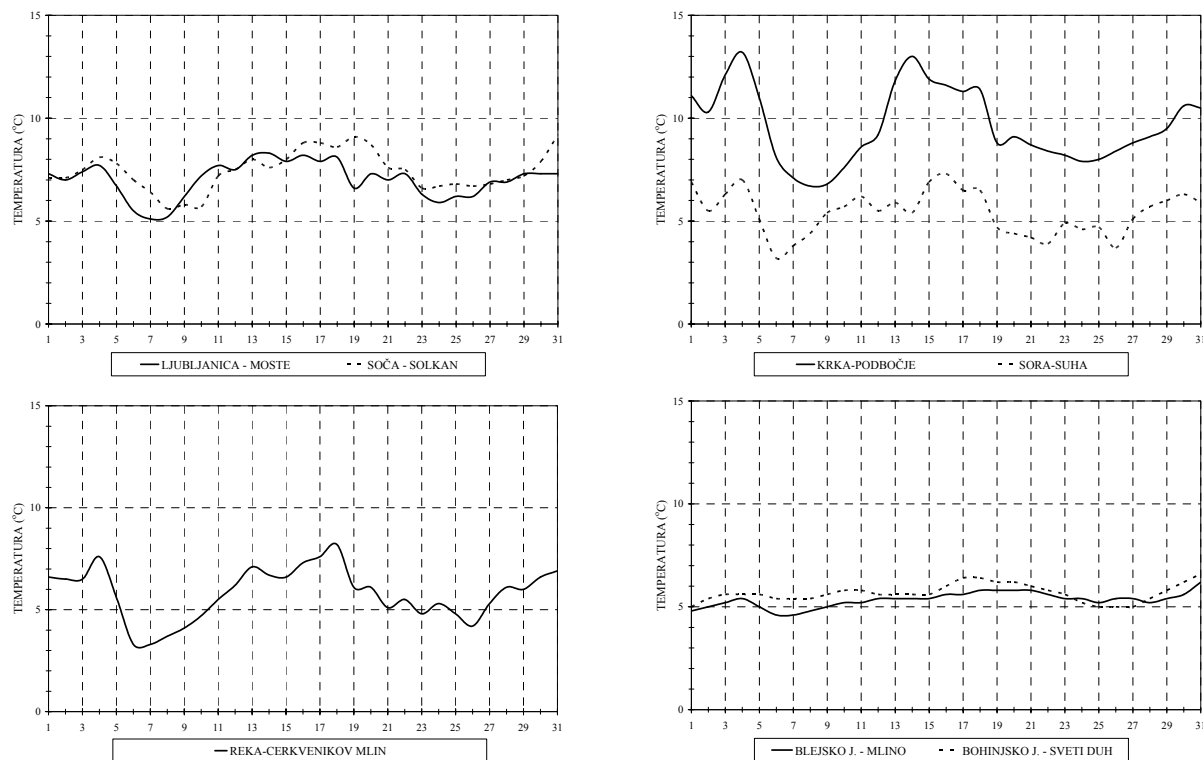 TEMPERATURA (°C)
15
10
5
0
1 3 5 7 9 11 13 15 17 19 21 23 25 27 29 31
LJUBLJANICA - MOSTE SOČA - SOLKAN
TEMPERATURA (°C)
15
10
5
0
1 3 5 7 9 11 13 15 17 19 21 23 25 27 29 31
KRKA-PODBOČJE SORA-SUHA
TEMPERATURA (°C)
15
10
5
0
1 3 5 7 9 11 13 15 17 19 21 23 25 27 29 31
REKA-CERKVENIKOV MLIN
TEMPERATURA (°C)
15
10
5
0
1 3 5 7 9 11 13 15 17 19 21 23 25 27 29 31
BLEJSKO J. - MLINO BOHINJSKO J. - SVETI DUH